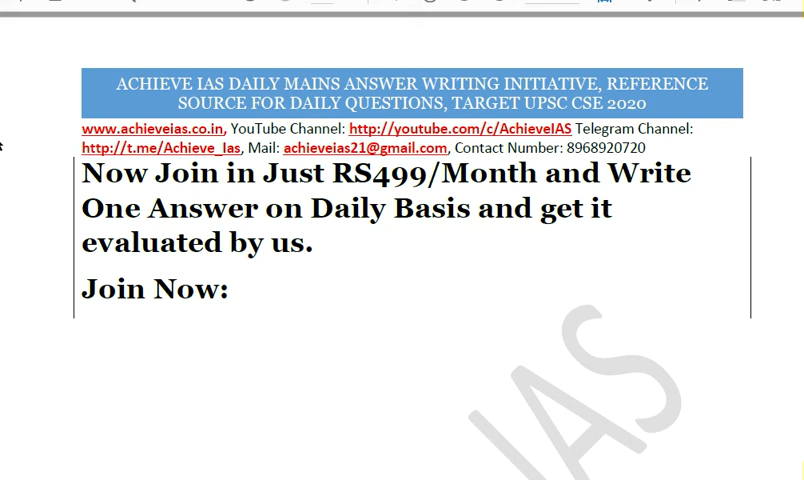 ACHIEVE IAS DAILY MAINS ANSWER WRITING INITIATIVE, REFERENCE
SOURCE FOR DAILY QUESTIONS, TARGET UPSC CSE 2020
www.achieveias.co.in, YouTube Channel: http://youtube.com/c/AchieveIAS Telegram Channel:
http://t.me/Achieve_Ias, Mail: achieveias21@gmail.com, Contact Number: 8968920720
Now Join in Just RS499/Month and Write
One Answer on Daily Basis and get it
evaluated by us.
Join Now:
IAS